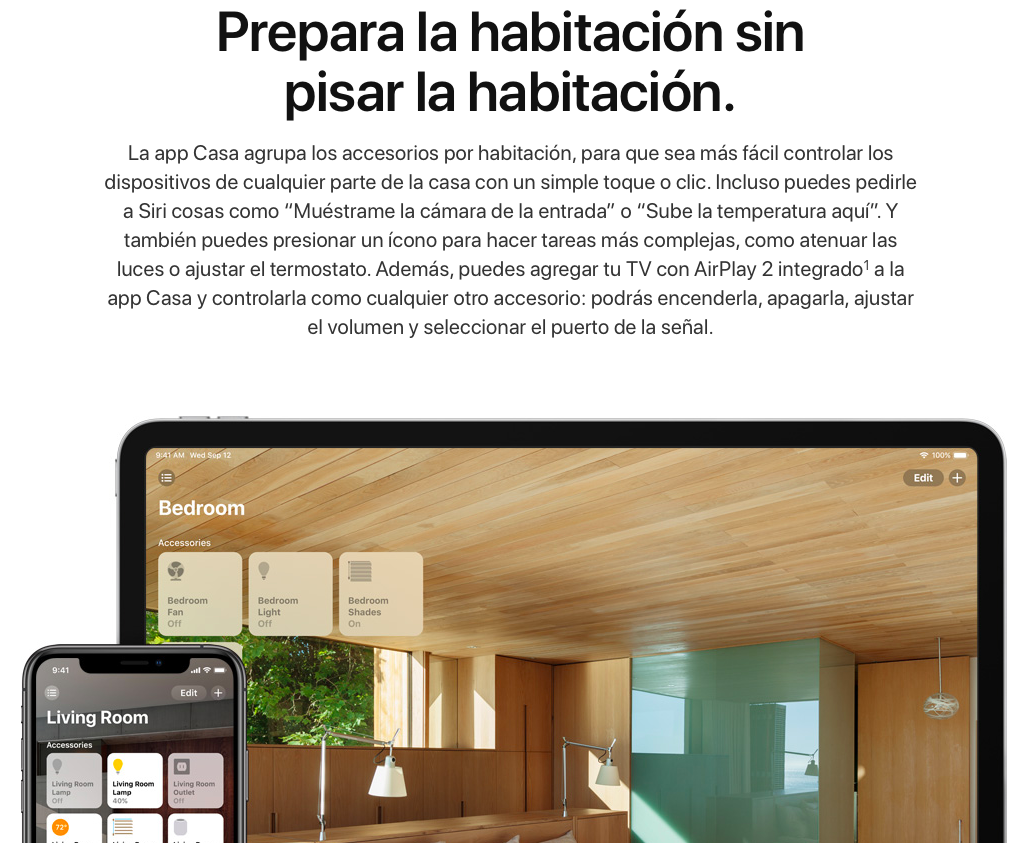 Prepara la habitación sin
pisar la habitación.
La app Casa agrupa los accesorios por habitación, para que sea más fácil controlar los
dispositivos de cualquier parte de la casa con un simple toque o clic. Incluso puedes pedirle
a Siri cosas como “Muéstrame la cámara de la entrada” o “Sube la temperatura aquí”. Y
también puedes presionar un ícono para hacer tareas más complejas, como atenuar las
luces o ajustar el termostato. Además, puedes agregar tu TV con AirPlay 2 integrado¹ a la
app Casa y controlarla como cualquier otro accesorio: podrás encenderla, apagarla, ajustar
el volumen y seleccionar el puerto de la señal.
9:41 AM Wed Sep 12
100%
Edit
Bedroom
Accessories
Bedroom
Fan
Off
Bedroom
Light
Off
Bedroom
Shades
On
9:41
Edit
Living Room
Accessories
Living Room
Lamp
Off
Living Room
Lamp
40%
Living Room
Outlet
Off
72°